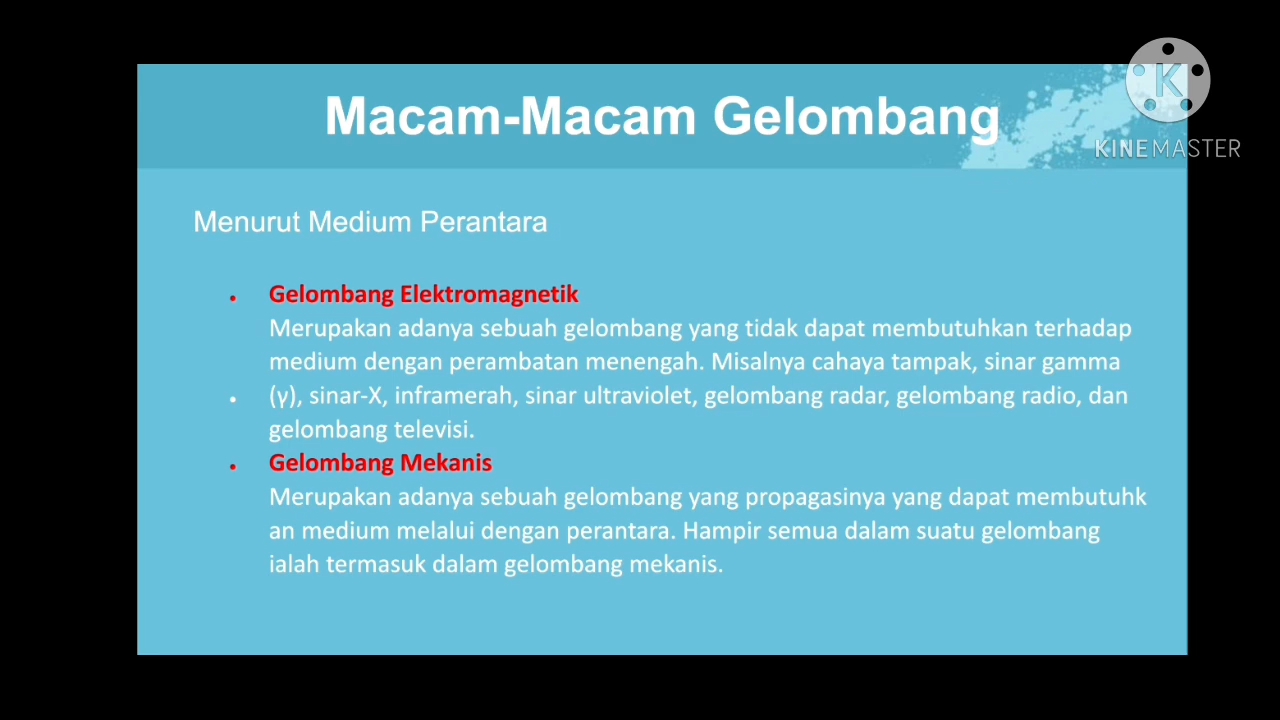 Macam-Macam Gelombang
K
KINEMASTER
Menurut Medium Perantara
• Gelombang Elektromagnetik
Merupakan adanya sebuah gelombang yang tidak dapat membutuhkan terhadap
medium dengan perambatan menengah. Misalnya cahaya tampak, sinar gamma
• (γ), sinar-X, inframerah, sinar ultraviolet, gelombang radar, gelombang radio, dan
gelombang televisi.
• Gelombang Mekanis
Merupakan adanya sebuah gelombang yang propagasinya yang dapat membutuhk
an medium melalui dengan perantara. Hampir semua dalam suatu gelombang
ialah termasuk dalam gelombang mekanis.